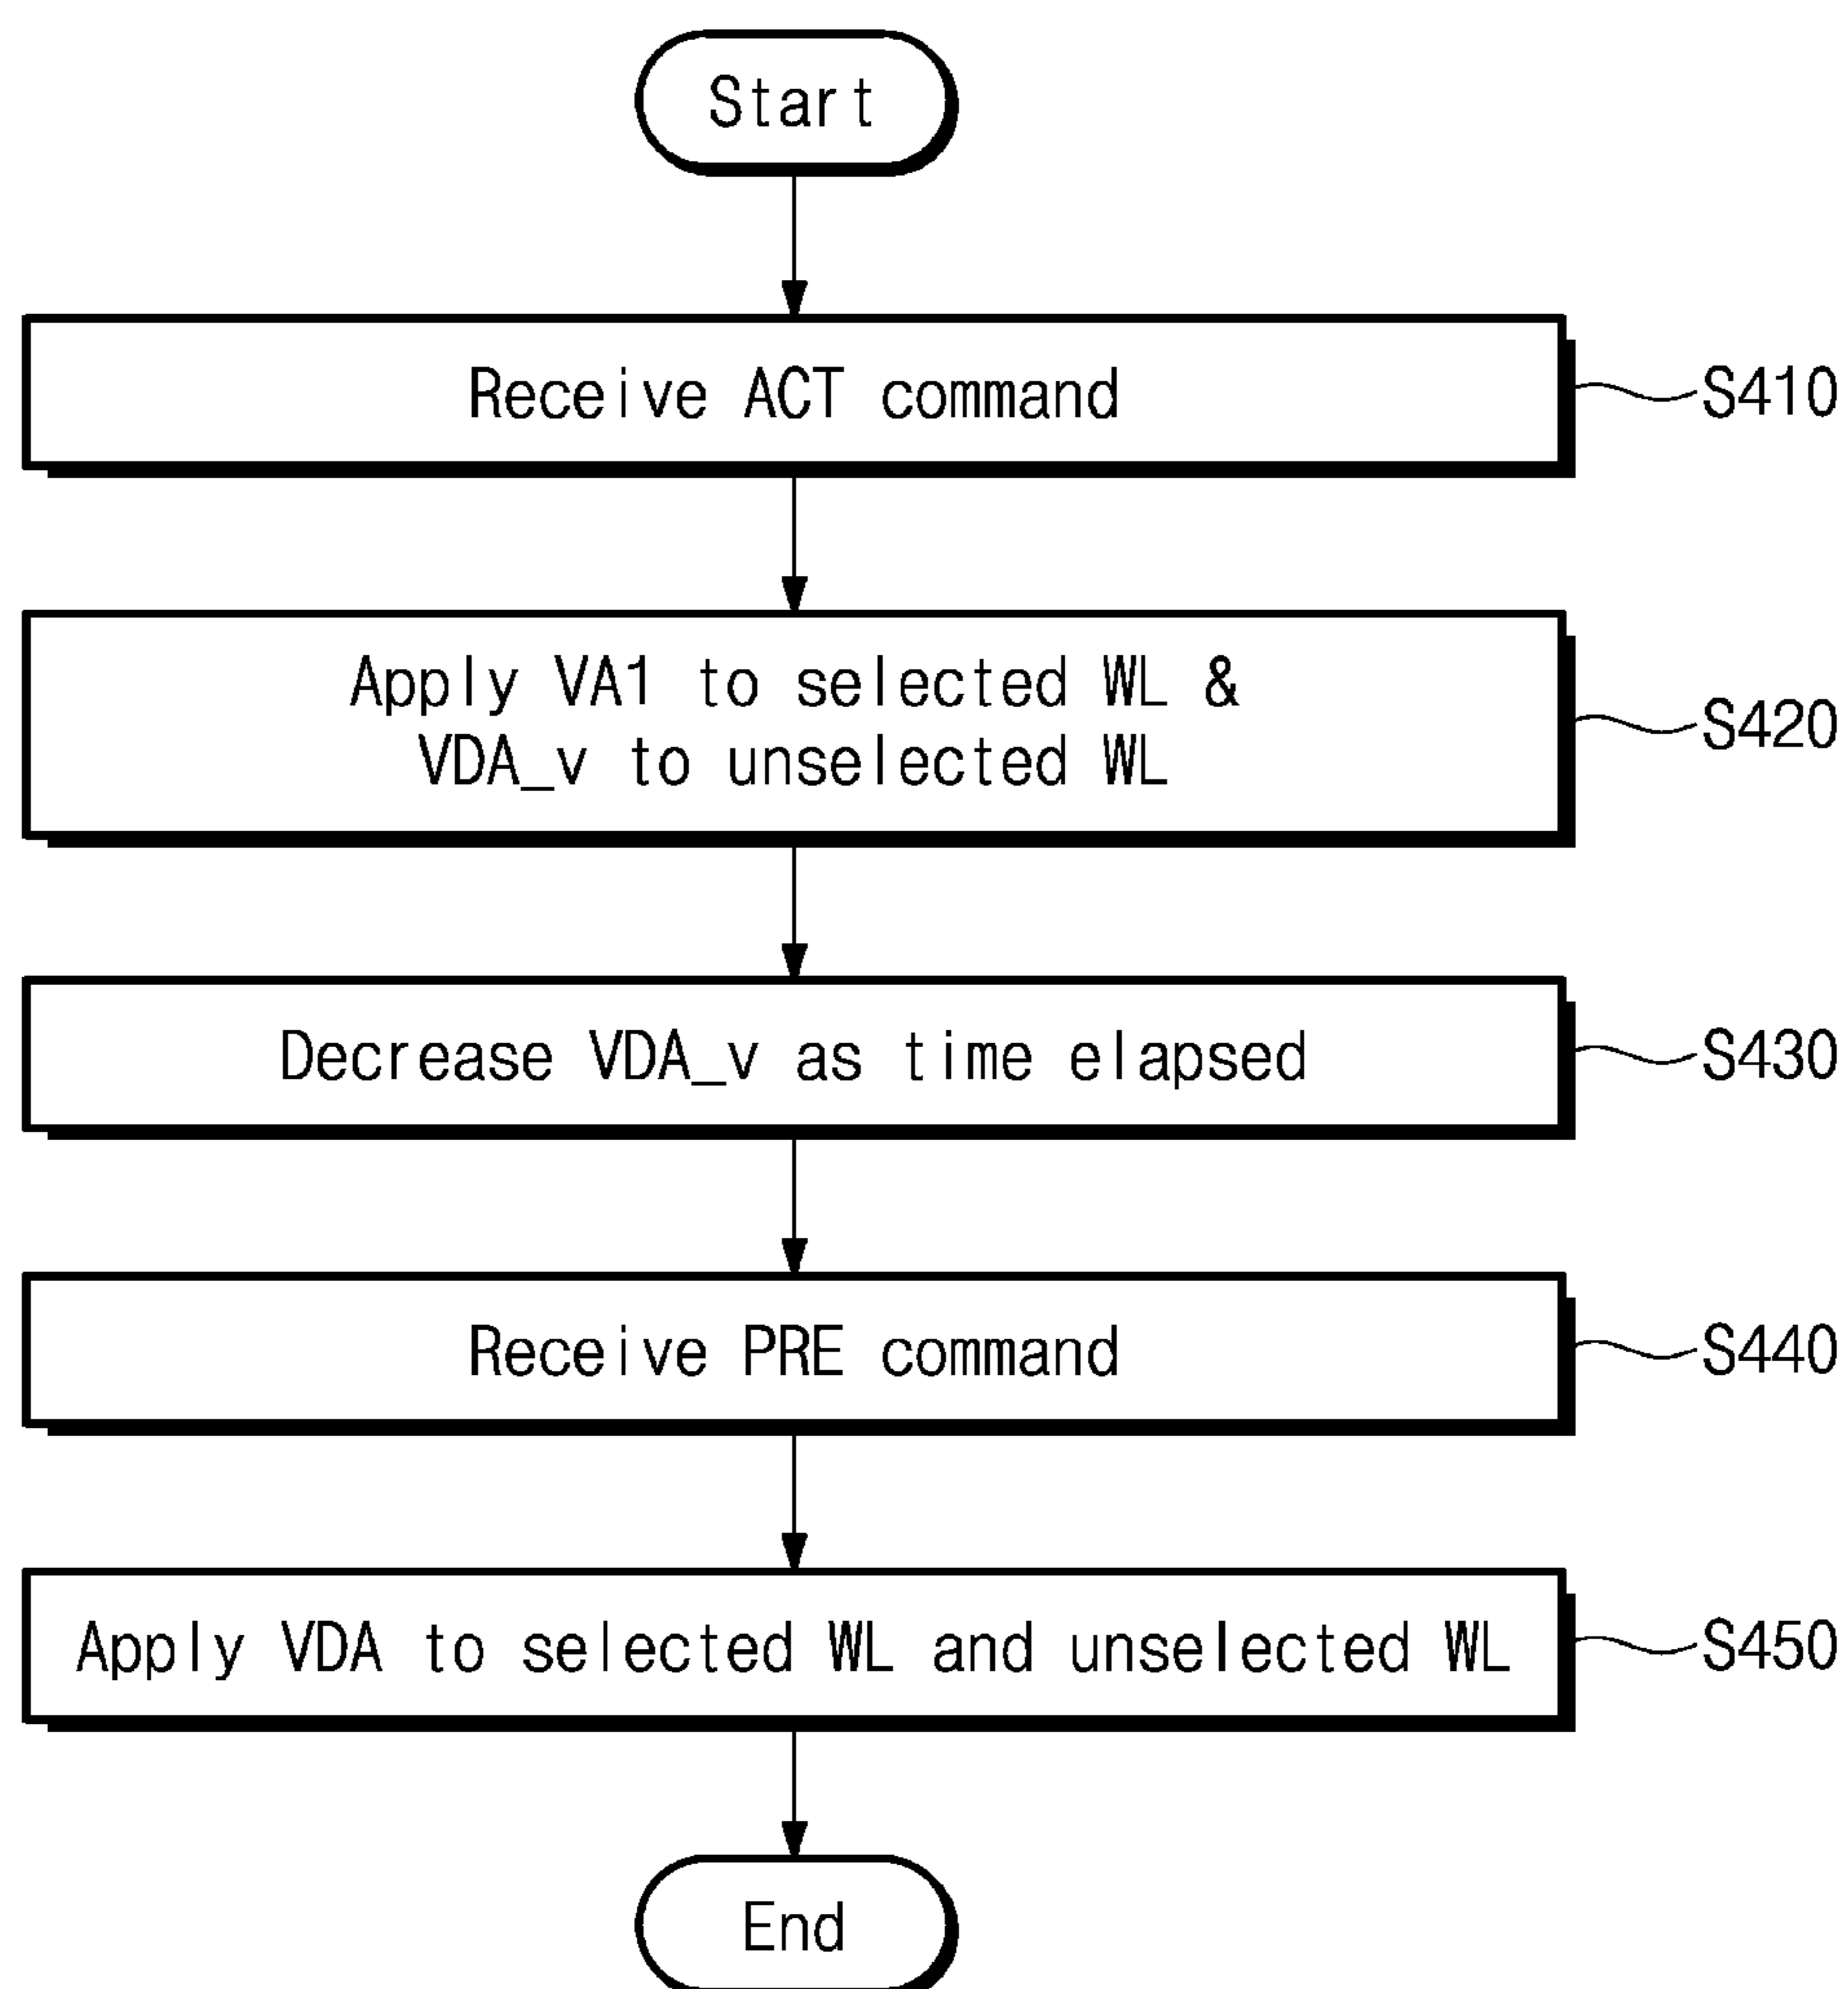 Start
Receive ACT command
S410
Apply VA1 to selected WL &
VDA_v to unselected WL
S420
Decrease VDA_v as time elapsed
S430
Receive PRE command
S440
Apply VDA to selected WL and unselected WL
S450
End